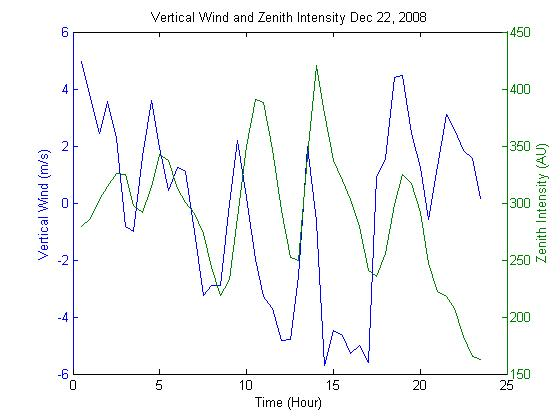 Vertical Wind and Zenith Intensity Dec 22, 2008
6
4
2
0
-2
-4
-6
Vertical Wind (m/s)
450
400
350
300
250
200
150
Zenith Intensity (AU)
0 5 10 15 20 25
Time (Hour)